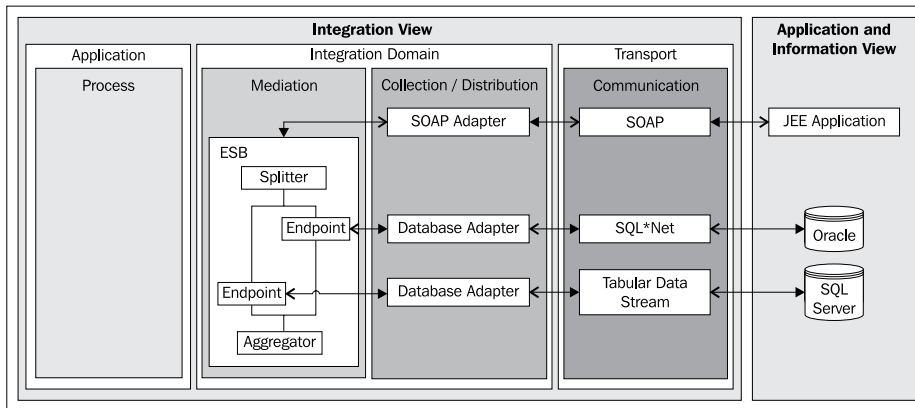 Integration View
Application and
Information View
Application
Integration Domain
Transport
Process
Mediation
Collection / Distribution
Communication
SOAP Adapter
SOAP
JEE Application
ESB
Splitter
Endpoint
Database Adapter
SQL*Net
Oracle
Endpoint
Database Adapter
Tabular Data
Stream
SQL
Server
Aggregator